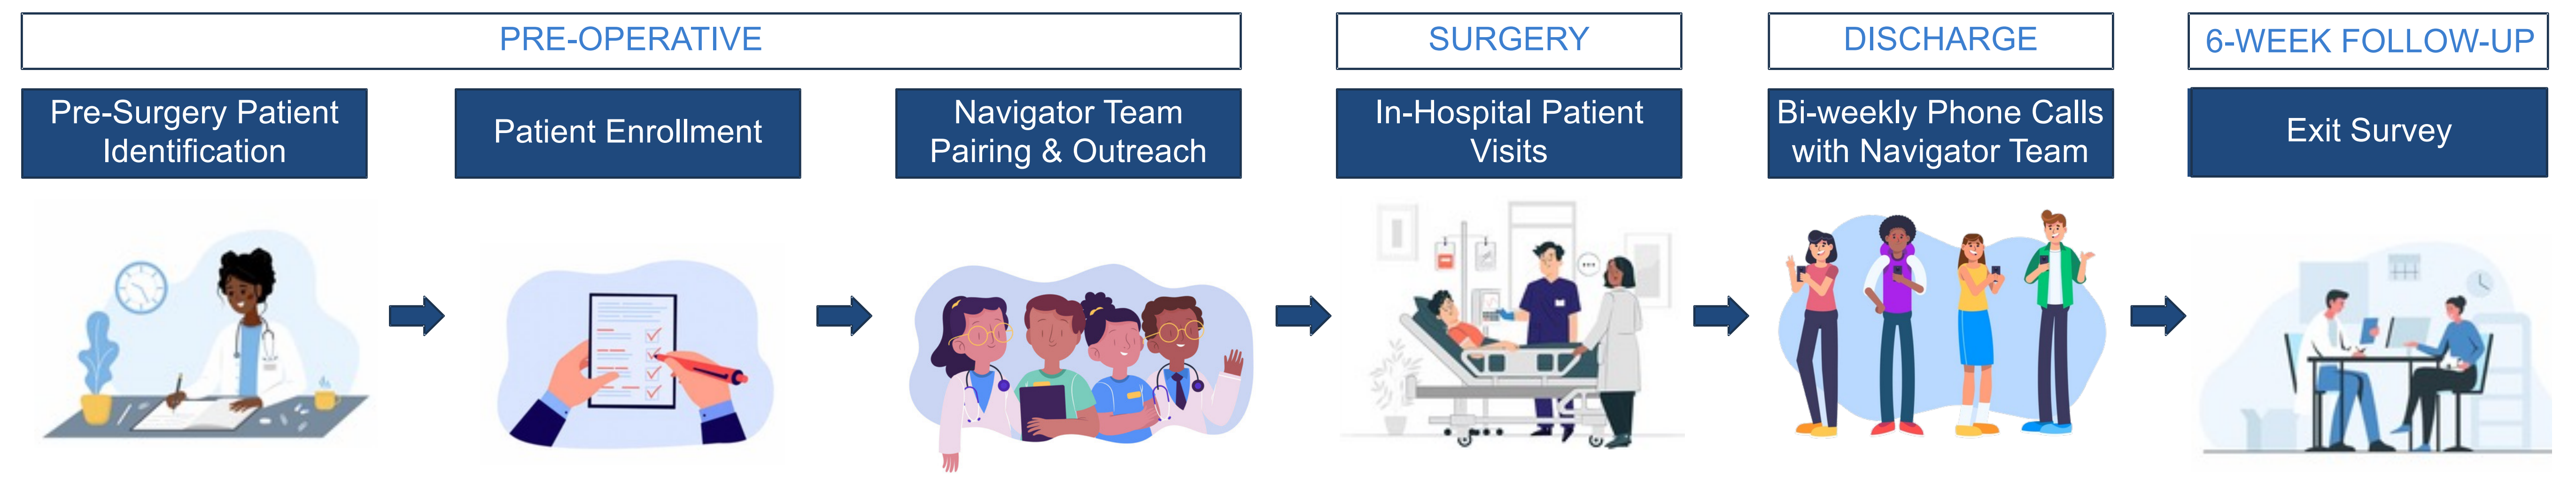 PRE-OPERATIVE
SURGERY
DISCHARGE
6-WEEK FOLLOW-UP
Pre-Surgery Patient
Identification
Patient Enrollment
Navigator Team
Pairing & Outreach
In-Hospital Patient
Visits
Bi-weekly Phone Calls
with Navigator Team
Exit Survey